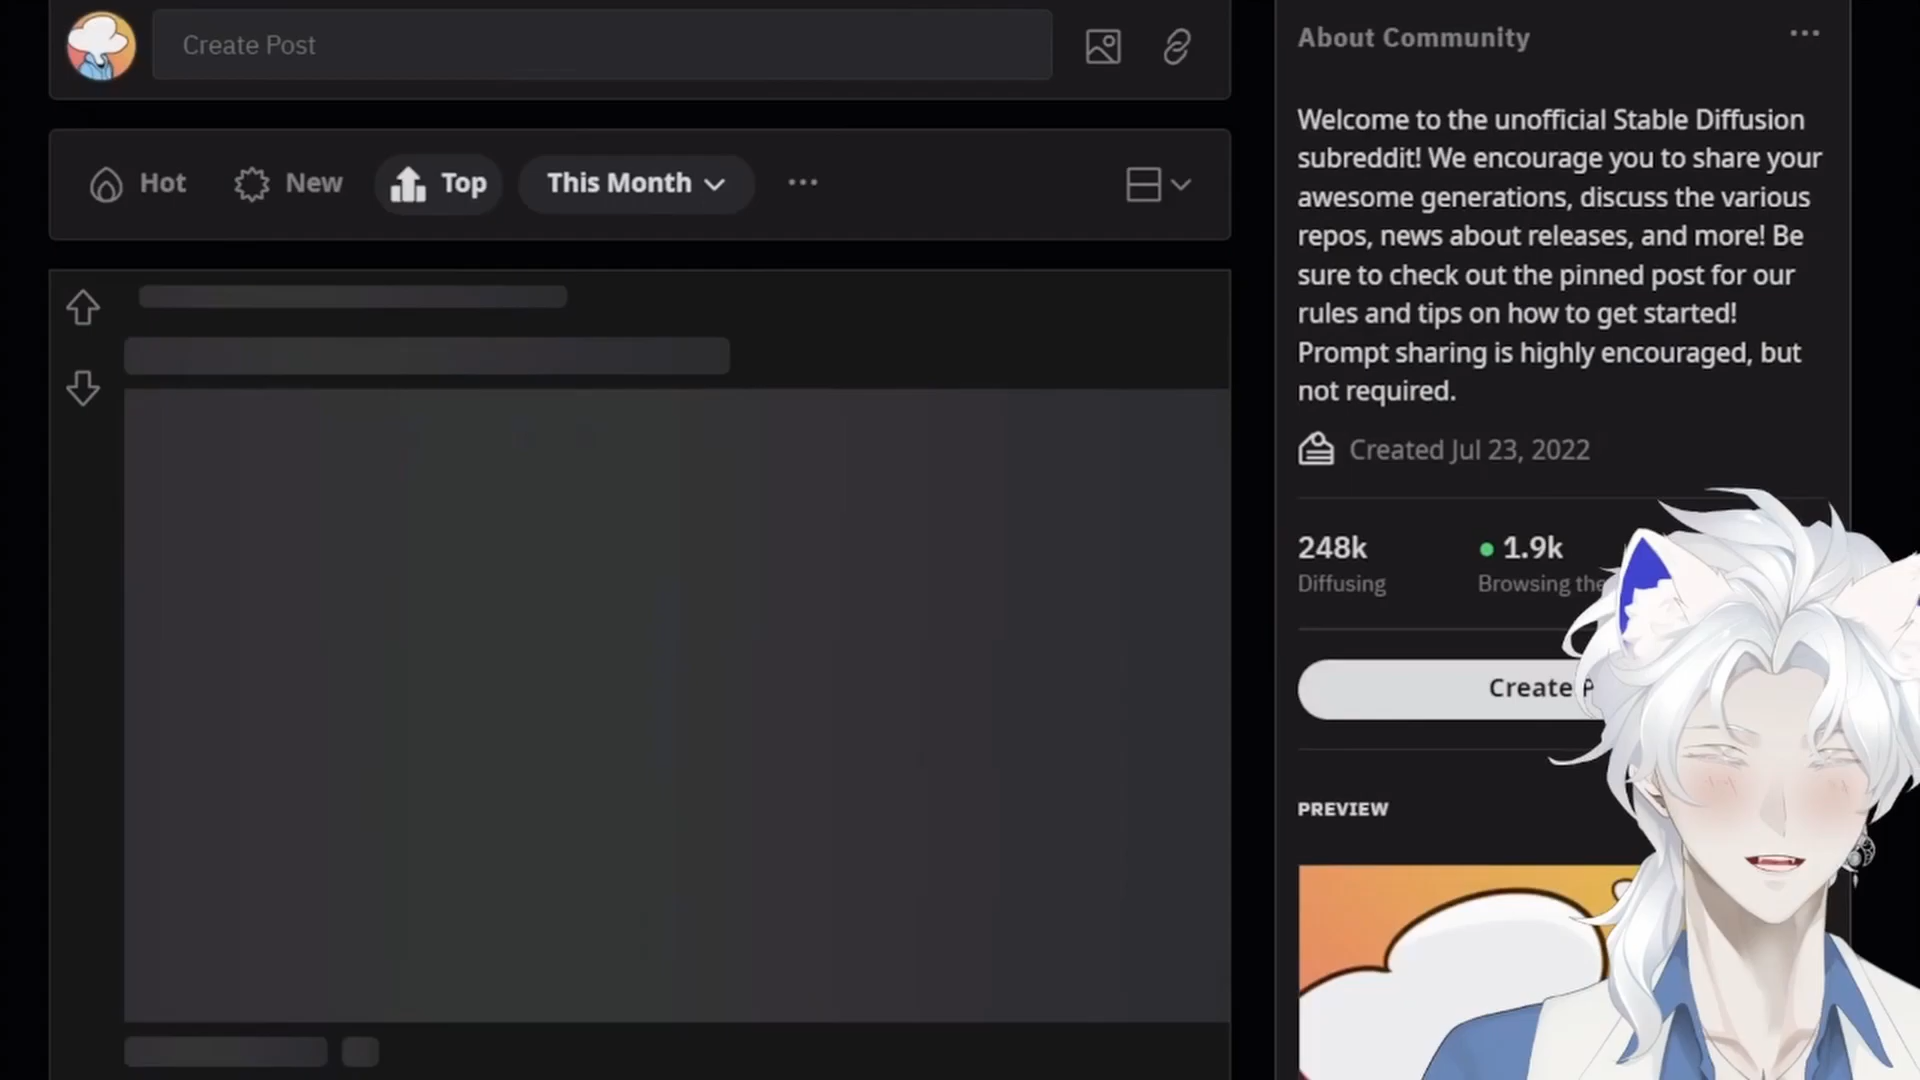 Create Post
Hot
New
Top
This Month
About Community
Welcome to the unofficial Stable Diffusion
subreddit! We encourage you to share your
awesome generations, discuss the various
repos, news about releases, and more! Be
sure to check out the pinned post for our
rules and tips on how to get started!
Prompt sharing is highly encouraged, but
not required.
Created Jul 23, 2022
248k
1.9k
Diffusing
Browsing the
Create P
PREVIEW